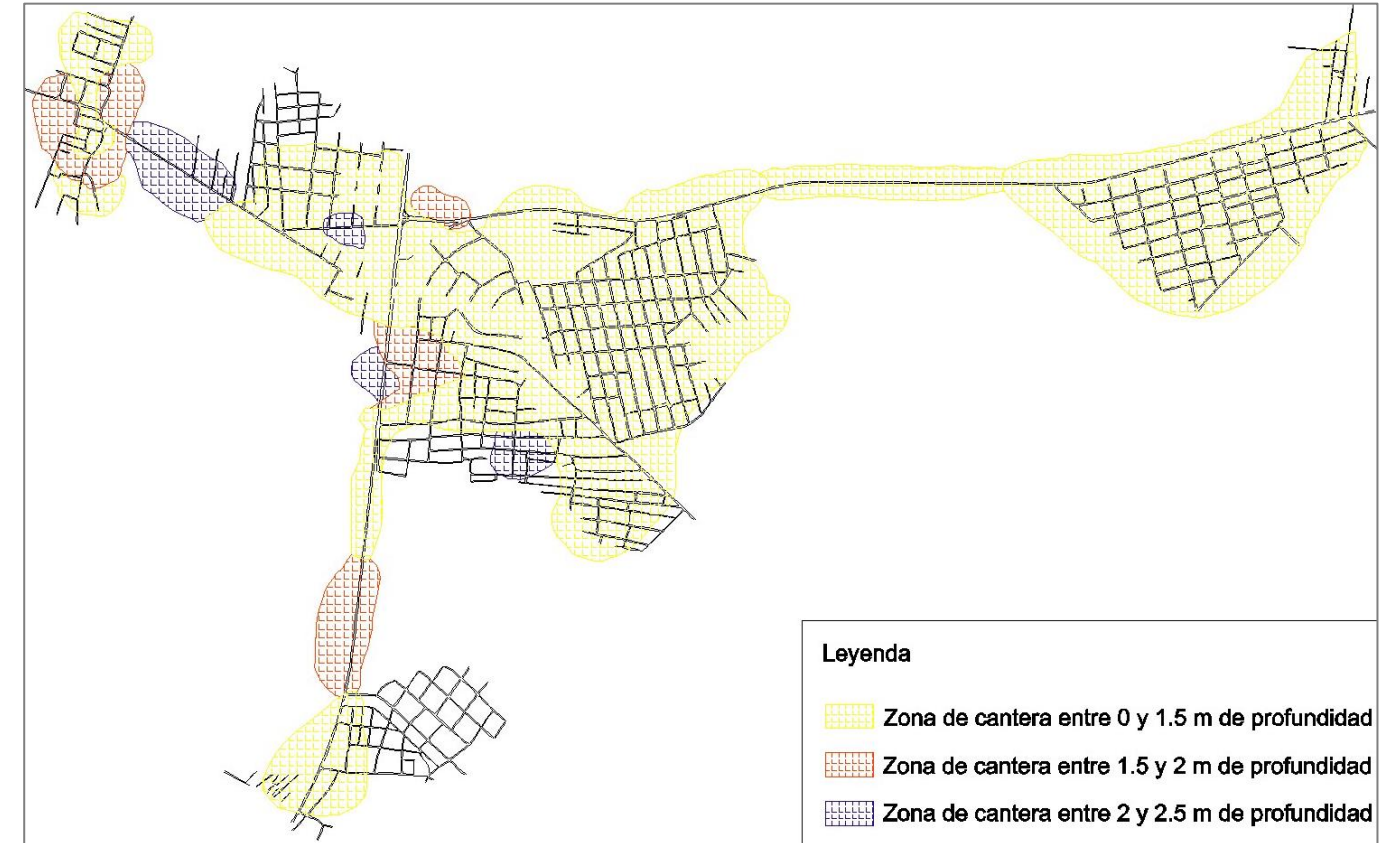 Leyenda
Zona de cantera entre 0 y 1.5 m de profundidad
Zona de cantera entre 1.5 y 2 m de profundidad
Zona de cantera entre 2 y 2.5 m de profundidad